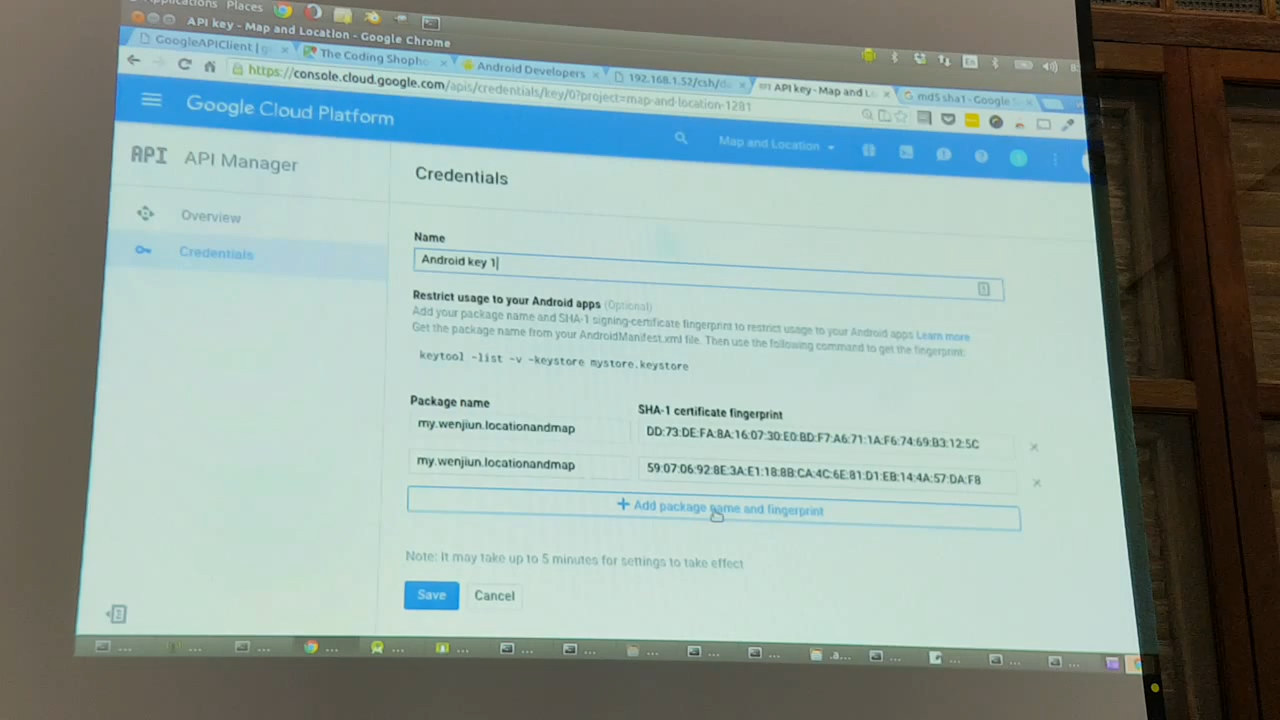 Applications Places
API key - Map and Location - Google Chrome
GoogleAPIClient | The Coding Shoph Android Developers 192.168.1.52/csh/d API key - Map and Lo md5 sha1 - Google S
https://console.cloud.google.com/apis/credentials/key/0?project=map-and-location-1281
Google Cloud Platform
Map and Location
API API Manager
Overview
Credentials
Credentials
Name
Android key 1
Restrict usage to your Android apps (Optional)
Add your package name and SHA-1 signing-certificate fingerprint to restrict usage to your Android apps Learn more
Get the package name from your AndroidManifest.xml file. Then use the following command to get the fingerprint:
keytool -list -v -keystore mystore.keystore
Package name SHA-1 certificate fingerprint
my.wenjiun.locationandmap DD:73:DE:FA:8A:16:07:30:E0:BD:F7:A6:71:1A:F6:74:69:B3:12:5C
my.wenjiun.locationandmap 59:07:06:92:8E:3A:E1:18:8B:CA:4C:6E:81:D1:EB:14:4A:57:DA:F8
+ Add package name and fingerprint
Note: It may take up to 5 minutes for settings to take effect
Save Cancel